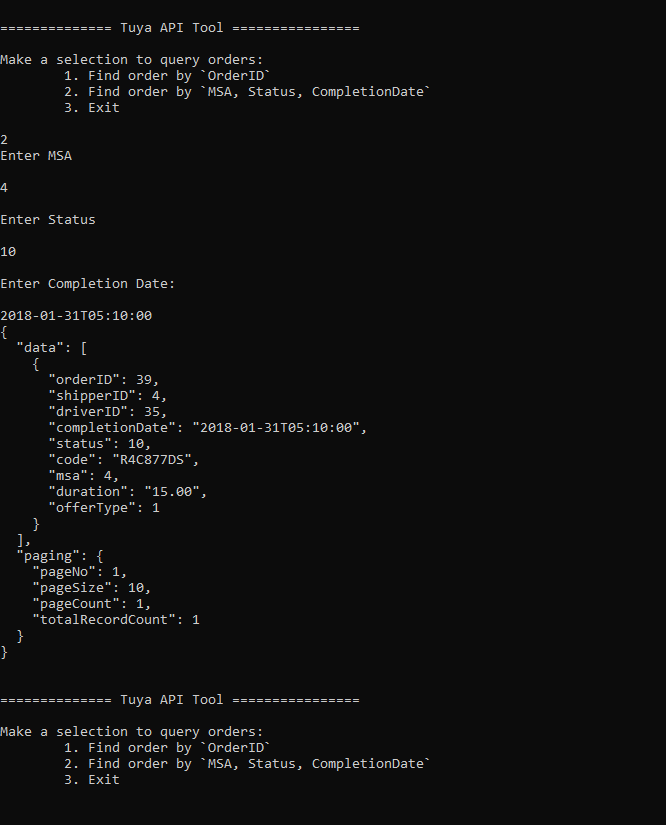 ============== Tuya API Tool ================
Make a selection to query orders:
1. Find order by `OrderID`
2. Find order by `MSA, Status, CompletionDate`
3. Exit
2
Enter MSA
4
Enter Status
10
Enter Completion Date:
2018-01-31T05:10:00
{
  "data": [
    {
      "orderID": 39,
      "shipperID": 4,
      "driverID": 35,
      "completionDate": "2018-01-31T05:10:00",
      "status": 10,
      "code": "R4C877DS",
      "msa": 4,
      "duration": "15.00",
      "offerType": 1
    }
  ],
  "paging": {
    "pageNo": 1,
    "pageSize": 10,
    "pageCount": 1,
    "totalRecordCount": 1
  }
}
============== Tuya API Tool ================
Make a selection to query orders:
1. Find order by `OrderID`
2. Find order by `MSA, Status, CompletionDate`
3. Exit